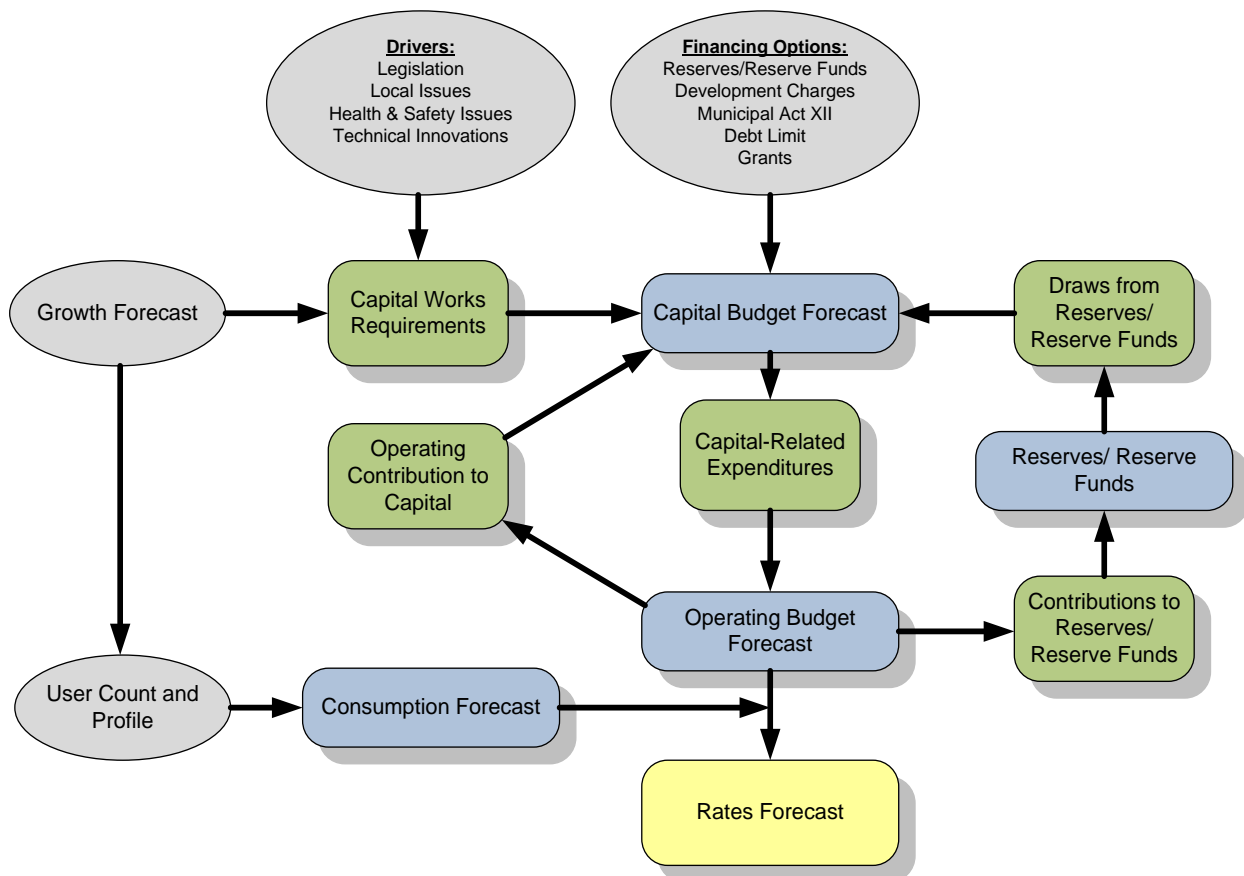 Drivers:
Legislation
Local Issues
Health & Safety Issues
Technical Innovations
Financing Options:
Reserves/Reserve Funds
Development Charges
Municipal Act XII
Debt Limit
Grants
Growth Forecast
Capital Works
Requirements
Capital Budget Forecast
Draws from
Reserves/
Reserve Funds
Operating
Contribution to
Capital
Capital-Related
Expenditures
Reserves/ Reserve
Funds
Operating Budget
Forecast
Contributions to
Reserves/
Reserve Funds
User Count and
Profile
Consumption Forecast
Rates Forecast